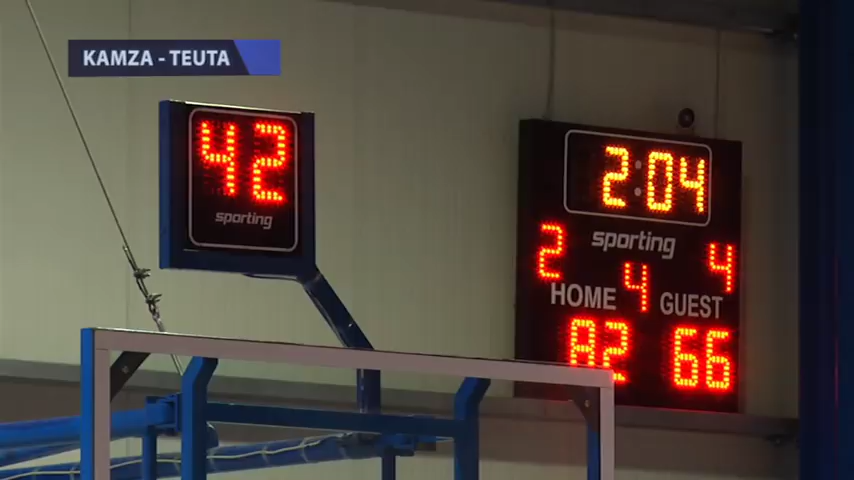 KAMZA - TEUTA
42
sporting
2:04
sporting
2 4 4
HOME GUEST
82 66